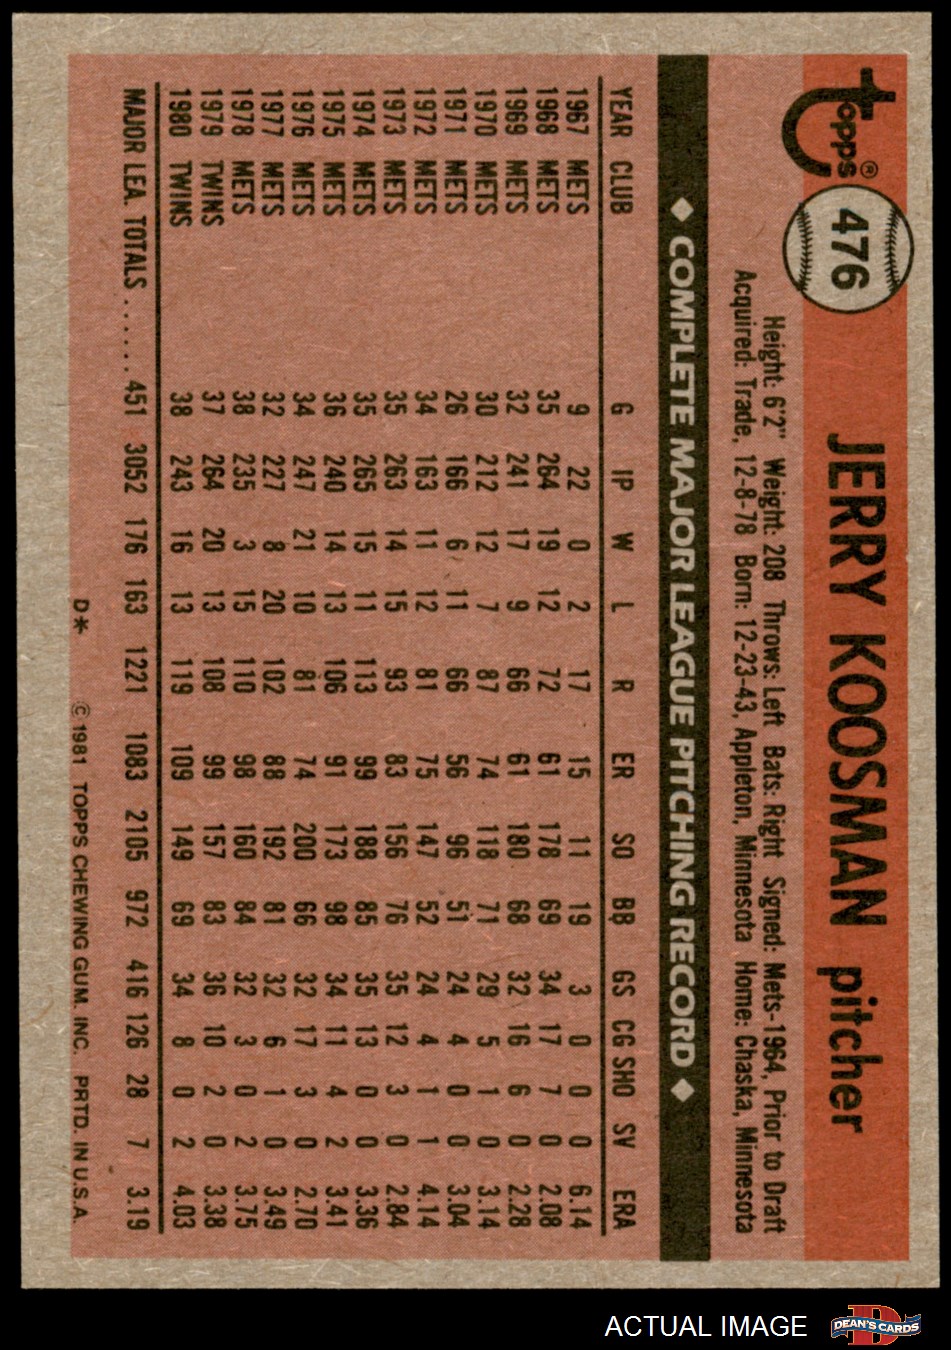 topps®
476
JERRY KOOSMAN pitcher
Height: 6'2" Weight: 208 Throws: Left Bats: Right Signed: Mets-1964, Prior to Draft
Acquired: Trade, 12-8-78 Born: 12-23-43, Appleton, Minnesota Home: Chaska, Minnesota
◆ COMPLETE MAJOR LEAGUE PITCHING RECORD ◆
YEAR CLUB G IP W L R ER SO BB GS CG SHO SV ERA
1967 METS 9 22 0 2 17 15 11 19 3 0 0 0 6.14
1968 METS 35 264 19 12 72 61 178 69 34 17 7 0 2.08
1969 METS 32 241 17 9 66 61 180 68 32 16 6 0 2.28
1970 METS 30 212 12 7 87 74 118 71 29 5 1 0 3.14
1971 METS 26 166 6 11 66 56 96 51 24 4 0 0 3.04
1972 METS 34 163 11 12 81 75 147 52 24 4 1 1 4.14
1973 METS 35 263 14 15 93 83 156 76 35 12 3 0 2.84
1974 METS 35 265 15 11 113 99 188 85 35 13 0 0 3.36
1975 METS 36 240 14 13 106 91 173 98 34 11 4 2 3.41
1976 METS 34 247 21 10 81 74 200 66 32 17 3 0 2.70
1977 METS 32 227 8 20 102 88 192 81 32 6 1 0 3.49
1978 METS 38 235 3 15 110 98 160 84 32 3 0 2 3.75
1979 TWINS 37 264 20 13 108 99 157 83 36 10 2 0 3.38
1980 TWINS 38 243 16 13 119 109 149 69 34 8 0 2 4.03
MAJOR LEA. TOTALS ...... 451 3052 176 163 1221 1083 2105 972 416 126 28 7 3.19
D* © 1981 TOPPS CHEWING GUM. INC. PRTD. IN U.S.A.
ACTUAL IMAGE
D
DEAN'S CARDS